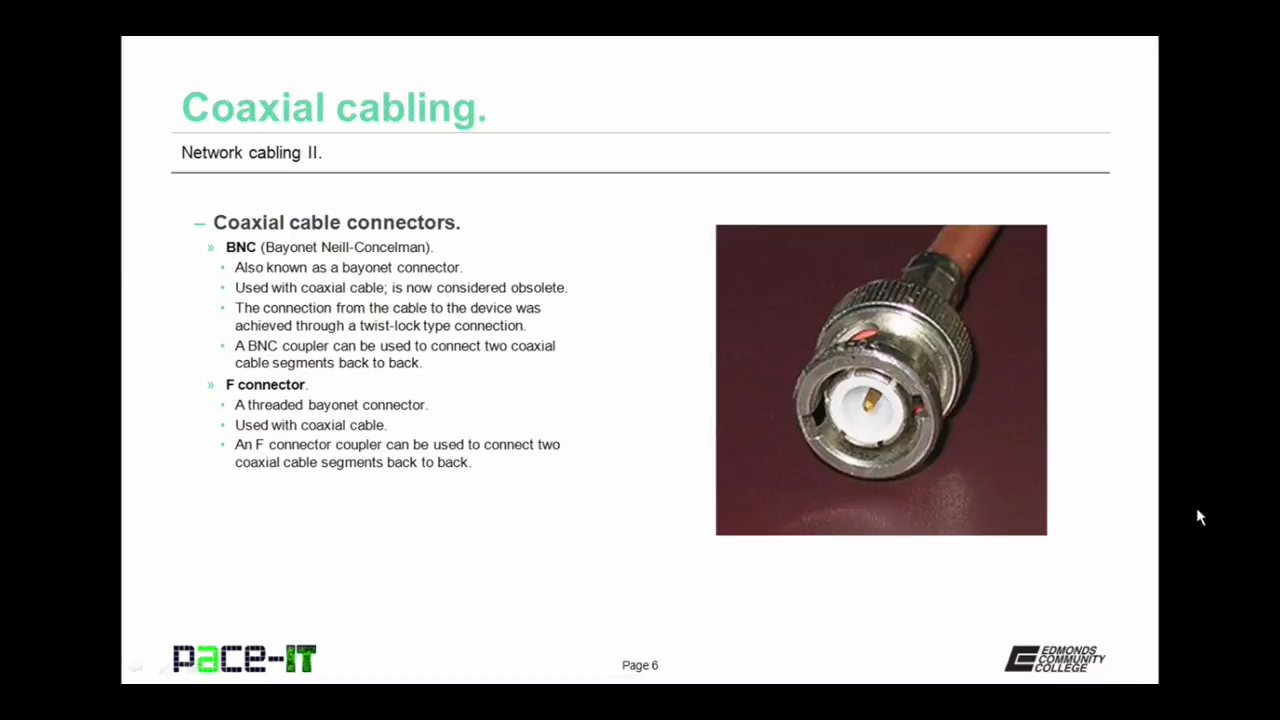 Coaxial cabling.
Network cabling II.
– Coaxial cable connectors.
» BNC (Bayonet Neill-Concelman).
• Also known as a bayonet connector.
• Used with coaxial cable; is now considered obsolete.
• The connection from the cable to the device was
achieved through a twist-lock type connection.
• A BNC coupler can be used to connect two coaxial
cable segments back to back.
» F connector.
• A threaded bayonet connector.
• Used with coaxial cable.
• An F connector coupler can be used to connect two
coaxial cable segments back to back.
pace-IT
Page 6
EDMONDS
COMMUNITY
COLLEGE